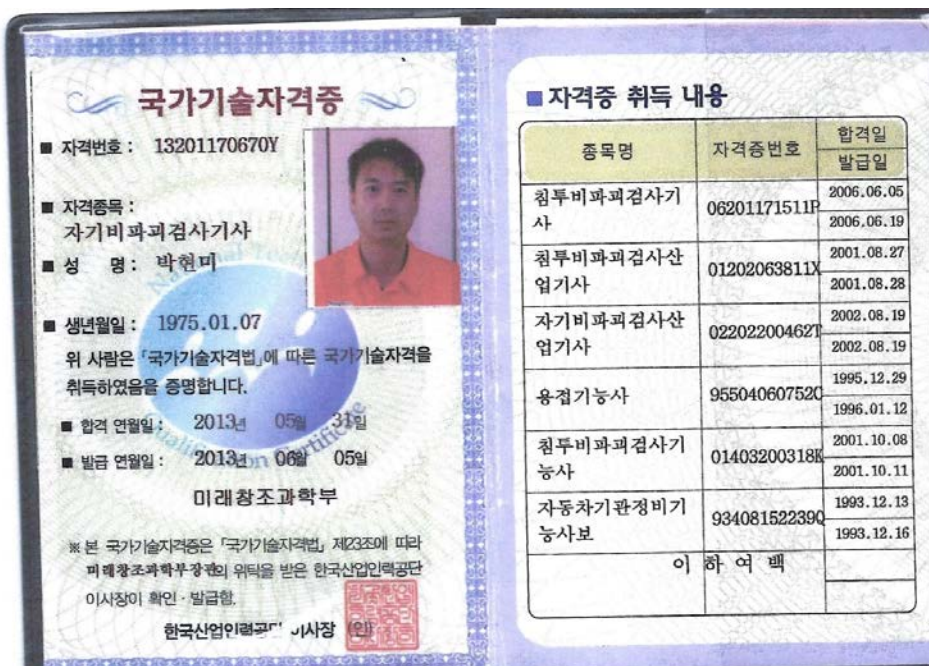 국가기술자격증
■ 자격번호 : 13201170670Y
■ 자격종목 :
자기비파괴검사기사
■ 성 명 : 박현미
■ 생년월일 : 1975.01.07
위 사람은 「국가기술자격법」에 따른 국가기술자격을
취득하였음을 증명합니다.
■ 합격 연월일 : 2013년 05월 31일
■ 발급 연월일 : 2013년 06월 05일
미래창조과학부
※ 본 국가기술자격증은 「국가기술자격법」 제23조에 따라
미래창조과학부장관의 위탁을 받은 한국산업인력공단
이사장이 확인 · 발급함.
한국산업인력공단 이사장 (인)
■ 자격증 취득 내용
종목명 자격증번호 합격일
발급일
침투비파괴검사기 06201171511P 2006.06.05
사 2006.06.19
침투비파괴검사산 01202063811X 2001.08.27
업기사 2001.08.28
자기비파괴검사산 02202200462T 2002.08.19
업기사 2002.08.19
용접기능사 95504060752C 1995.12.29
1996.01.12
침투비파괴검사기 01403200318K 2001.10.08
능사 2001.10.11
자동차기관정비기 93408152239Q 1993.12.13
능사보 1993.12.16
이 하 여 백